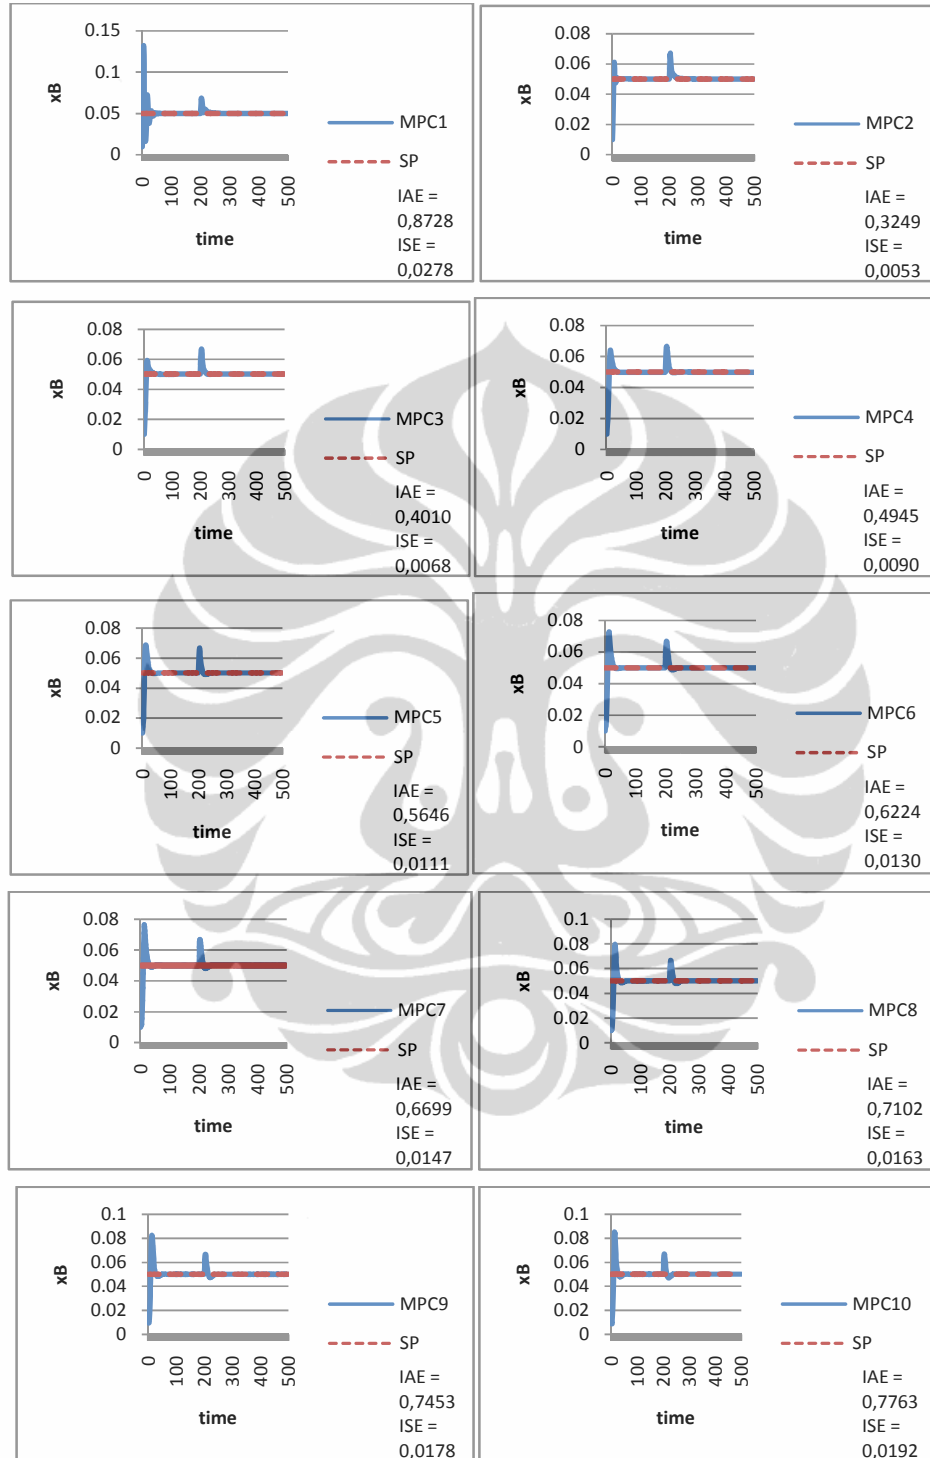 0.15
0.1
0.05
0
xB
0
100
200
300
400
500
time
MPC1
SP
IAE =
0,8728
ISE =
0,0278
0.08
0.06
0.04
0.02
0
xB
0
100
200
300
400
500
time
MPC2
SP
IAE =
0,3249
ISE =
0,0053
0.08
0.06
0.04
0.02
0
xB
0
100
200
300
400
500
time
MPC3
SP
IAE =
0,4010
ISE =
0,0068
0.08
0.06
0.04
0.02
0
xB
0
100
200
300
400
500
time
MPC4
SP
IAE =
0,4945
ISE =
0,0090
0.08
0.06
0.04
0.02
0
xB
0
100
200
300
400
500
time
MPC5
SP
IAE =
0,5646
ISE =
0,0111
0.08
0.06
0.04
0.02
0
xB
0
100
200
300
400
500
time
MPC6
SP
IAE =
0,6224
ISE =
0,0130
0.08
0.06
0.04
0.02
0
xB
0
100
200
300
400
500
time
MPC7
SP
IAE =
0,6699
ISE =
0,0147
0.1
0.08
0.06
0.04
0.02
0
xB
0
100
200
300
400
500
time
MPC8
SP
IAE =
0,7102
ISE =
0,0163
0.1
0.08
0.06
0.04
0.02
0
xB
0
100
200
300
400
500
time
MPC9
SP
IAE =
0,7453
ISE =
0,0178
0.1
0.08
0.06
0.04
0.02
0
xB
0
100
200
300
400
500
time
MPC10
SP
IAE =
0,7763
ISE =
0,0192